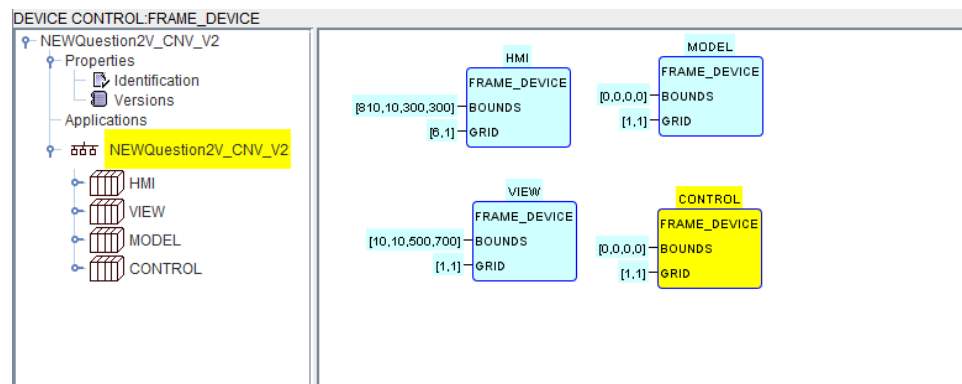 DEVICE CONTROL:FRAME_DEVICE
NEWQuestion2V_CNV_V2
Properties
Identification
Versions
Applications
NEWQuestion2V_CNV_V2
HMI
VIEW
MODEL
CONTROL
HMI
FRAME_DEVICE
[810,10,300,300] BOUNDS
[6,1] GRID
MODEL
FRAME_DEVICE
[0,0,0,0] BOUNDS
[1,1] GRID
VIEW
FRAME_DEVICE
[10,10,500,700] BOUNDS
[1,1] GRID
CONTROL
FRAME_DEVICE
[0,0,0,0] BOUNDS
[1,1] GRID